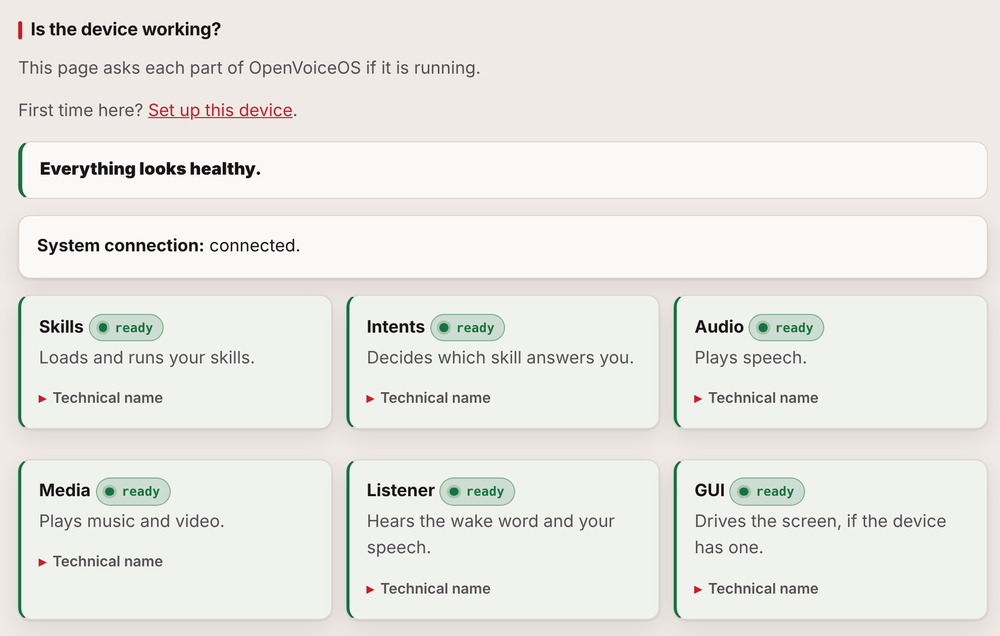 Is the device working?
This page asks each part of OpenVoiceOS if it is running.
First time here? Set up this device.
Everything looks healthy.
System connection: connected.
Skills ready
Loads and runs your skills.
Technical name
Intents ready
Decides which skill answers you.
Technical name
Audio ready
Plays speech.
Technical name
Media ready
Plays music and video.
Technical name
Listener ready
Hears the wake word and your
speech.
Technical name
GUI ready
Drives the screen, if the device
has one.
Technical name